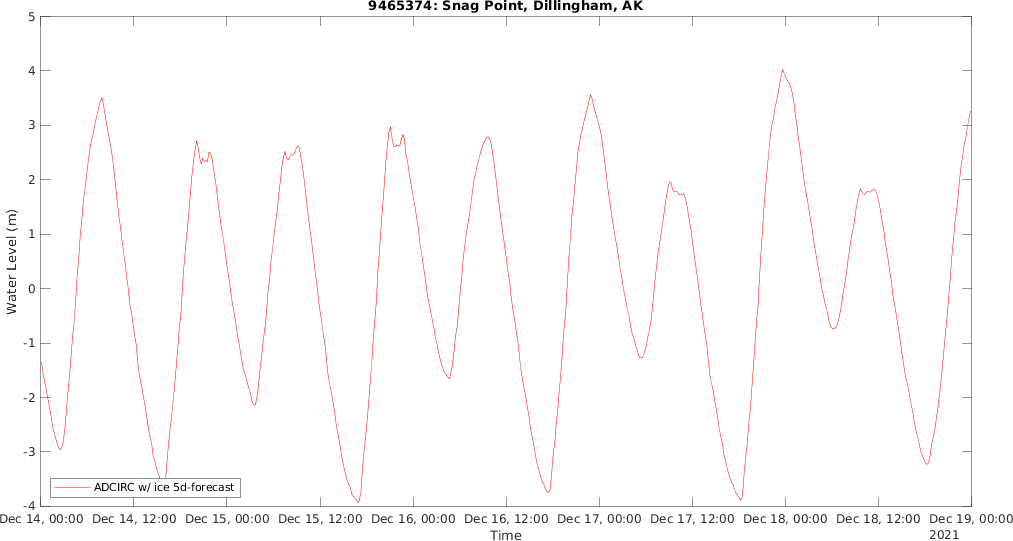 9465374: Snag Point, Dillingham, AK
5
4
3
2
1
0
-1
-2
-3
-4
Water Level (m)
ADCIRC w/ ice 5d-forecast
Dec 14, 00:00 Dec 14, 12:00 Dec 15, 00:00 Dec 15, 12:00 Dec 16, 00:00 Dec 16, 12:00 Dec 17, 00:00 Dec 17, 12:00 Dec 18, 00:00 Dec 18, 12:00 Dec 19, 00:00
Time
2021